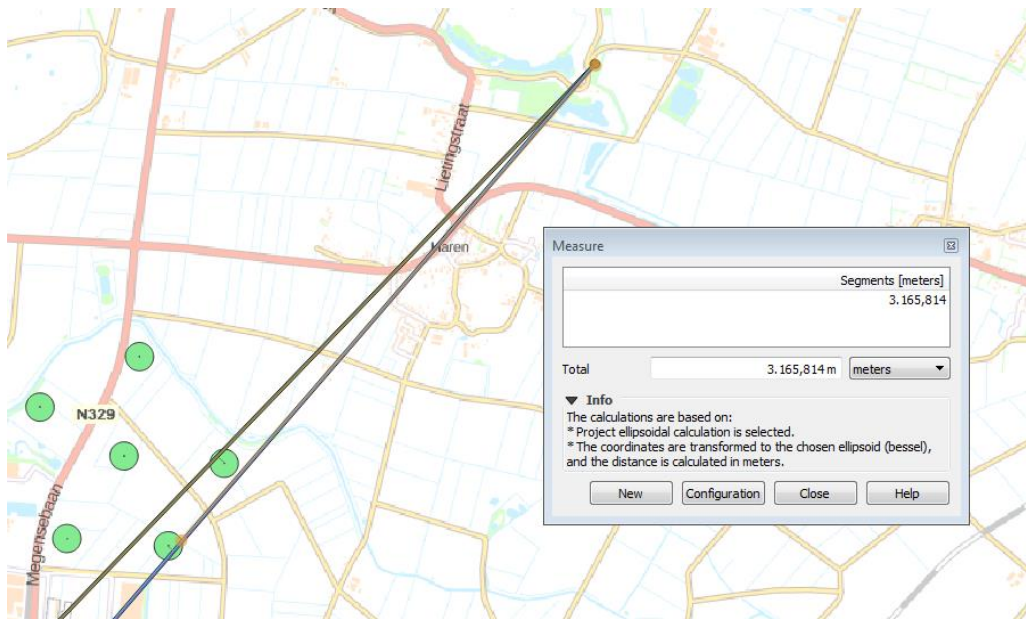 Lietingstraat
Haren
N329
Megensebaan
Measure
Segments [meters]
3.165,814
Total
3.165,814 m
meters
Info
The calculations are based on:
* Project ellipsoidal calculation is selected.
* The coordinates are transformed to the chosen ellipsoid (bessel),
and the distance is calculated in meters.
New
Configuration
Close
Help